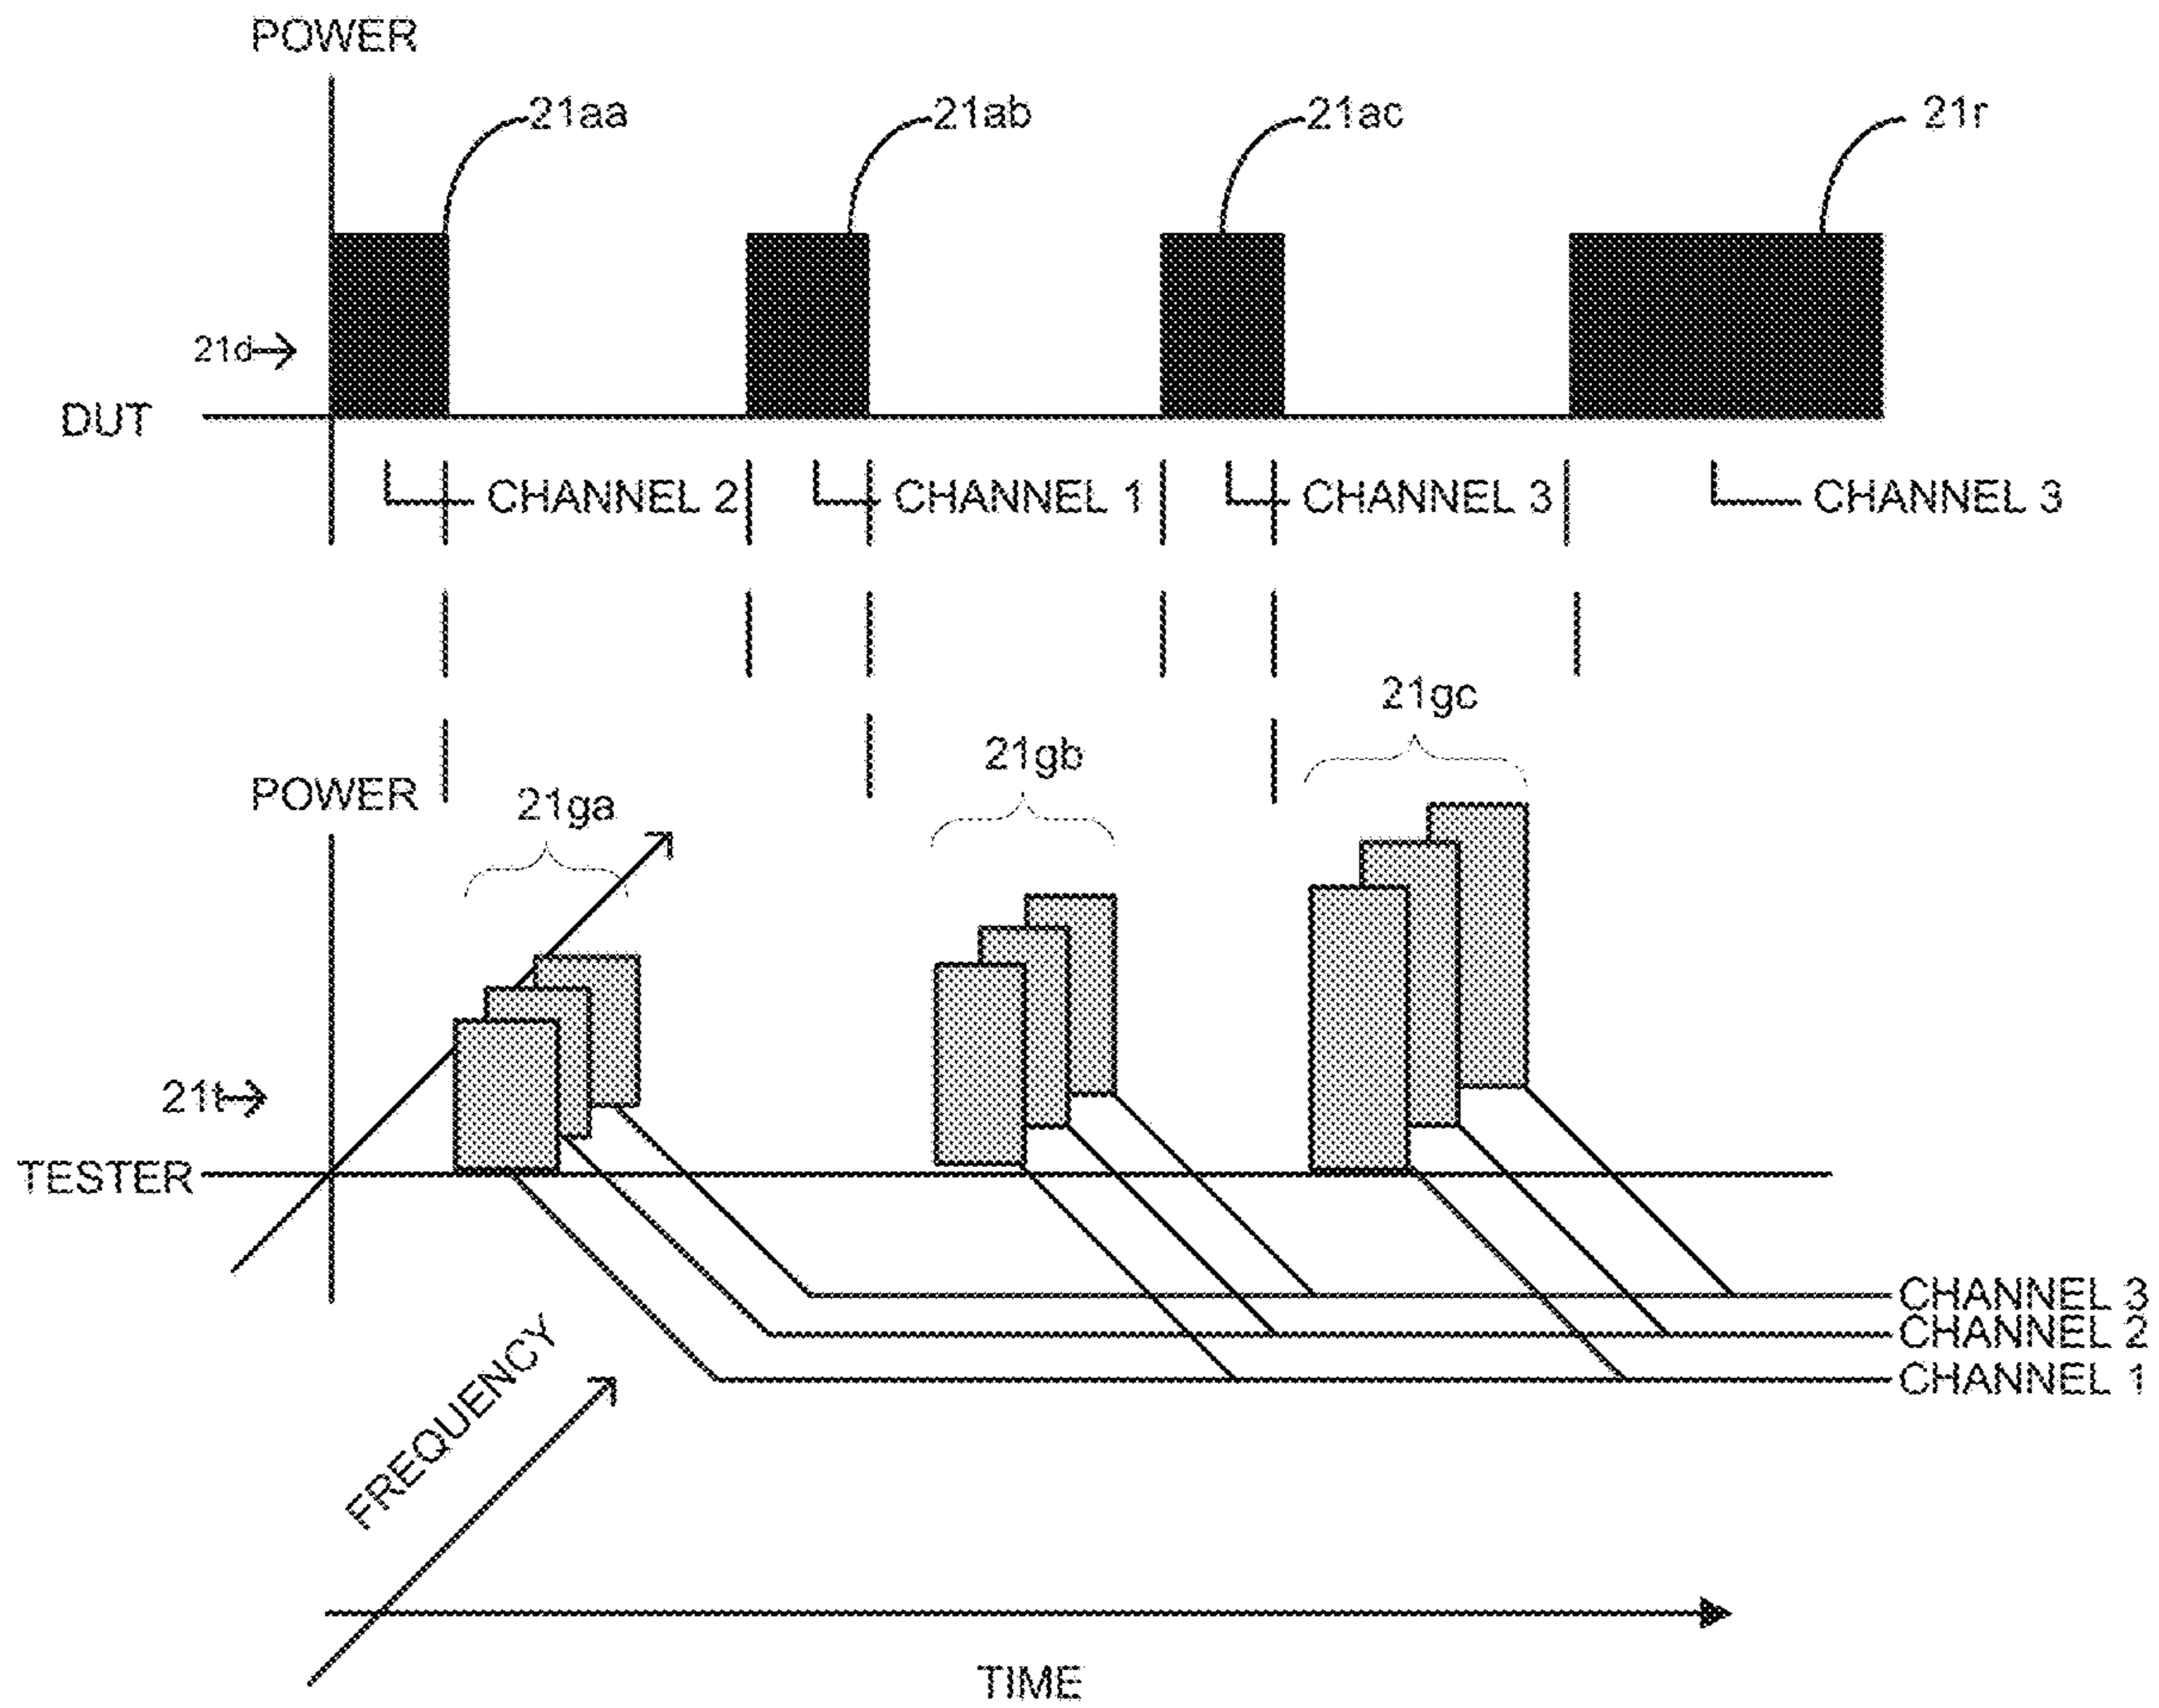 POWER
21aa
21ab
21ac
21r
21d
DUT
CHANNEL 2
CHANNEL 1
CHANNEL 3
CHANNEL 3
21gc
21gb
POWER
21ga
21t
TESTER
CHANNEL 3
CHANNEL 2
CHANNEL 1
FREQUENCY
TIME